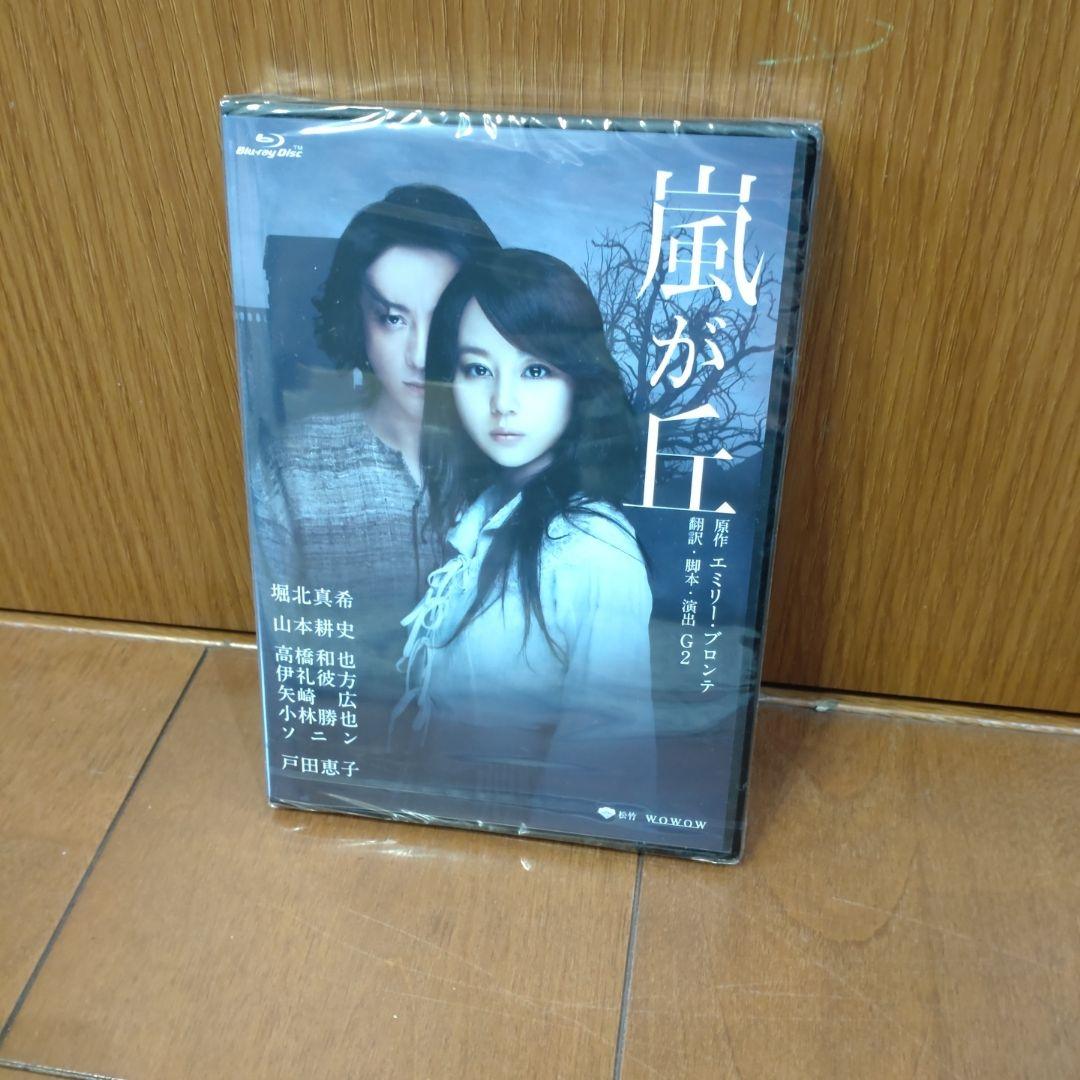 Blu-ray Disc™
嵐が丘
原作 エミリー・ブロンテ
翻訳・脚本・演出 G2
堀北真希
山本耕史
高橋和也
伊礼彼方
矢崎 広
小林勝也
ソニン
戸田恵子
松竹 WOWOW